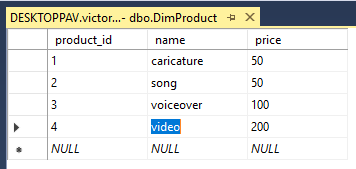 DESKTOPPAV.victor...- dbo.DimProduct
product_id name price
1 caricature 50
2 song 50
3 voiceover 100
4 video 200
NULL NULL NULL